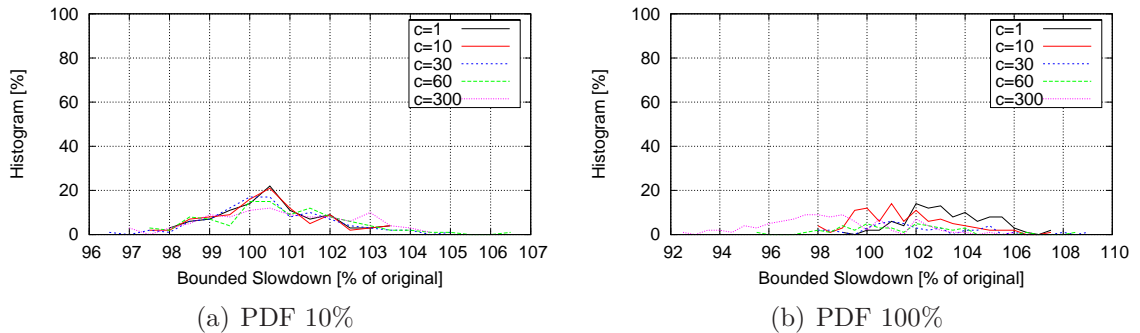 100
80
60
40
20
0
Histogram [%]
96 97 98 99 100 101 102 103 104 105 106 107
Bounded Slowdown [% of original]
c=1
c=10
c=30
c=60
c=300
(a) PDF 10%
100
80
60
40
20
0
Histogram [%]
92 94 96 98 100 102 104 106 108 110
Bounded Slowdown [% of original]
c=1
c=10
c=30
c=60
c=300
(b) PDF 100%